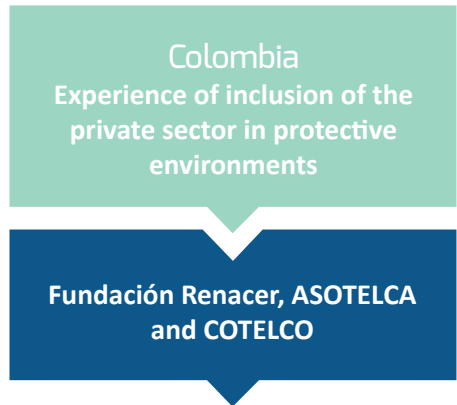 Colombia
Experience of inclusion of the
private sector in protective
environments
Fundación Renacer, ASOTELCA
and COTELCO